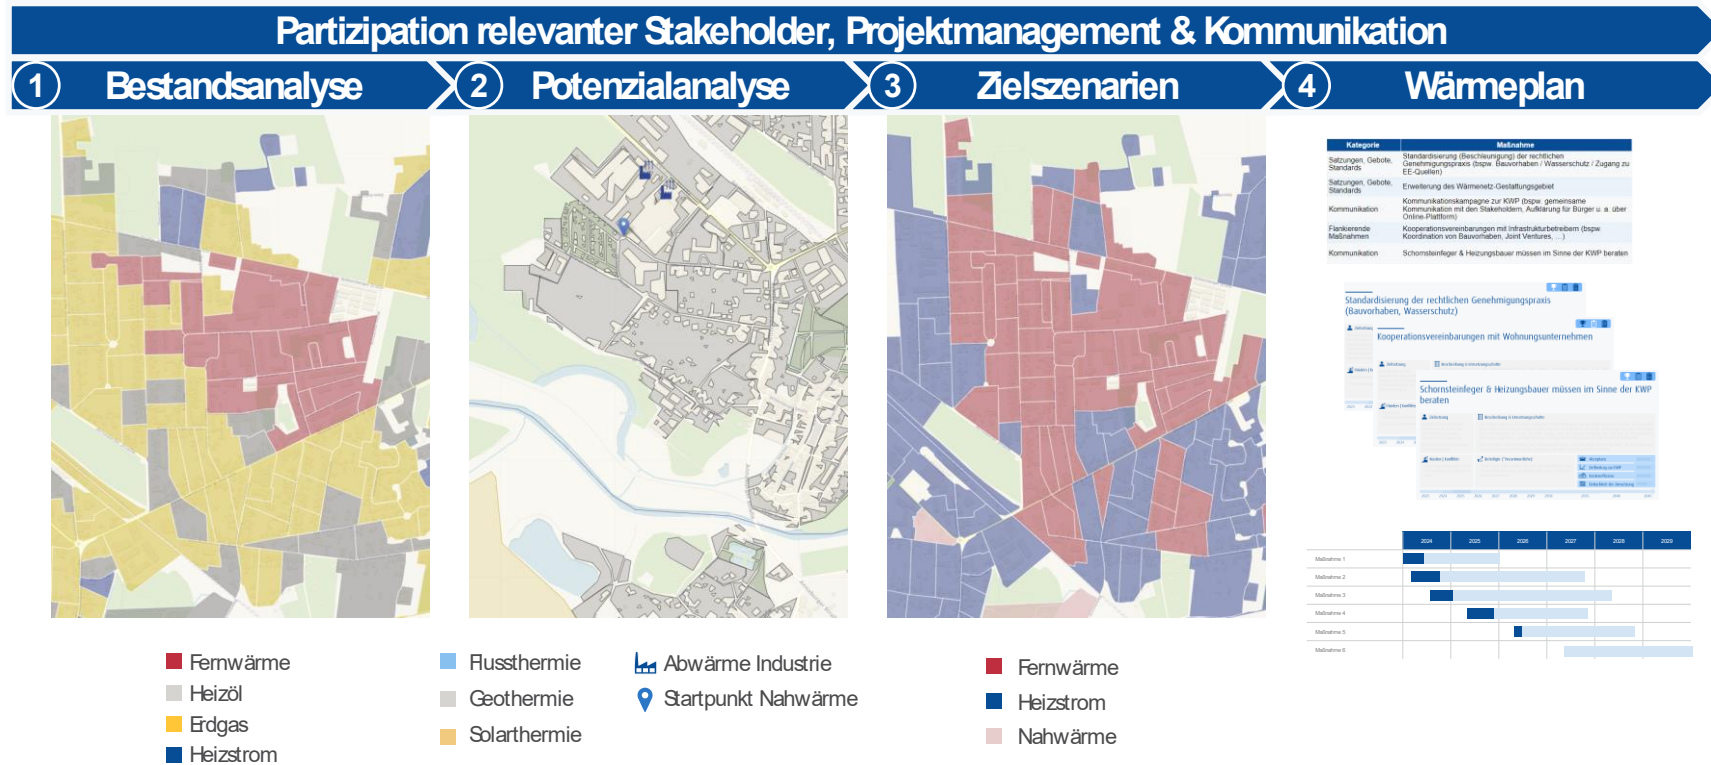 Partizipation relevanter Stakeholder, Projektmanagement & Kommunikation
1 Bestandsanalyse
2 Potenzialanalyse
3 Zielszenarien
4 Wärmeplan
Fernwärme
Heizöl
Erdgas
Heizstrom
Flussthermie
Geothermie
Solarthermie
Abwärme Industrie
Startpunkt Nahwärme
Fernwärme
Heizstrom
Nahwärme
Kategorie Maßnahme
Satzungen, Gebote, Standards Standardisierung (Beschleunigung) der rechtlichen
Genehmigungspraxis (bspw. Bauvorhaben / Wasserschutz / Zugang zu
EE-Quellen)
Satzungen, Gebote, Standards Erweiterung des Wärmenetz-Gestaltungsgebiet
Kommunikation Kommunikationskampagne zur KWP (bspw. gemeinsame
Kommunikation mit den Stakeholdern, Aufklärung für Bürger u. a. über
Online-Plattform)
Flankierende Maßnahmen Kooperationsvereinbarungen mit Infrastrukturbetreibern (bspw.
Koordination von Bauvorhaben, Joint Ventures, ...)
Kommunikation Schornsteinfeger & Heizungsbauer müssen im Sinne der KWP beraten
Standardisierung der rechtlichen Genehmigungspraxis
(Bauvorhaben, Wasserschutz)
Kooperationsvereinbarungen mit Wohnungsunternehmen
Schornsteinfeger & Heizungsbauer müssen im Sinne der KWP
beraten
2024 2025 2026 2027 2028 2029
Maßnahme 1
Maßnahme 2
Maßnahme 3
Maßnahme 4
Maßnahme 5
Maßnahme 6